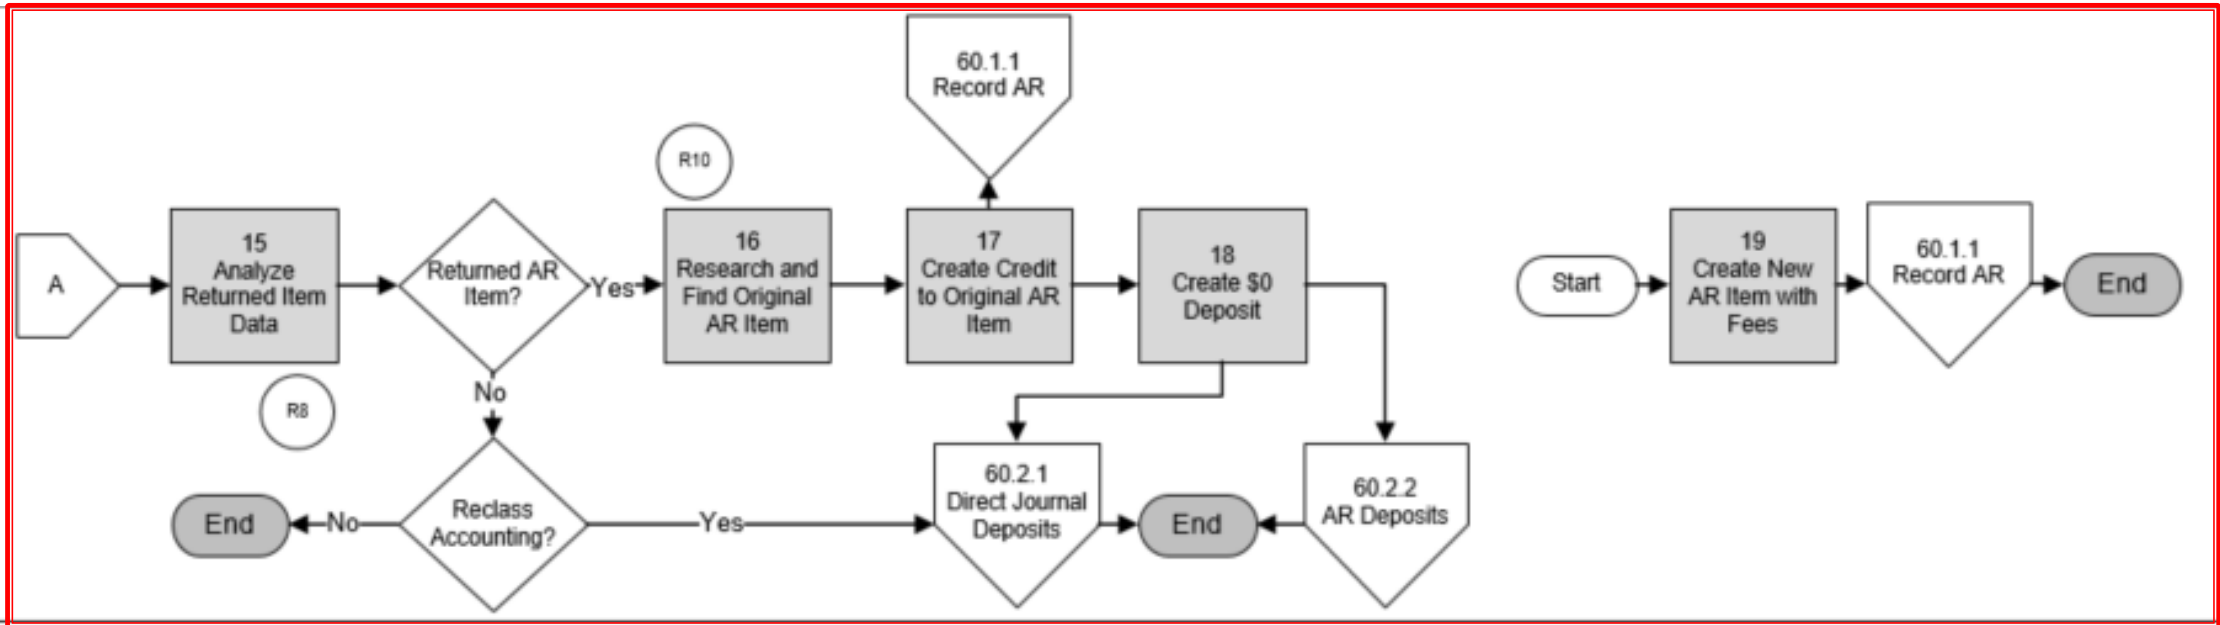 60.1.1
Record AR
R10
A
15
Analyze
Returned Item
Data
Returned AR
Item?
Yes
16
Research and
Find Original
AR Item
17
Create Credit
to Original AR
Item
18
Create $0
Deposit
Start
19
Create New
AR Item with
Fees
60.1.1
Record AR
End
No
R8
End
No
Reclass
Accounting?
Yes
60.2.1
Direct Journal
Deposits
End
60.2.2
AR Deposits